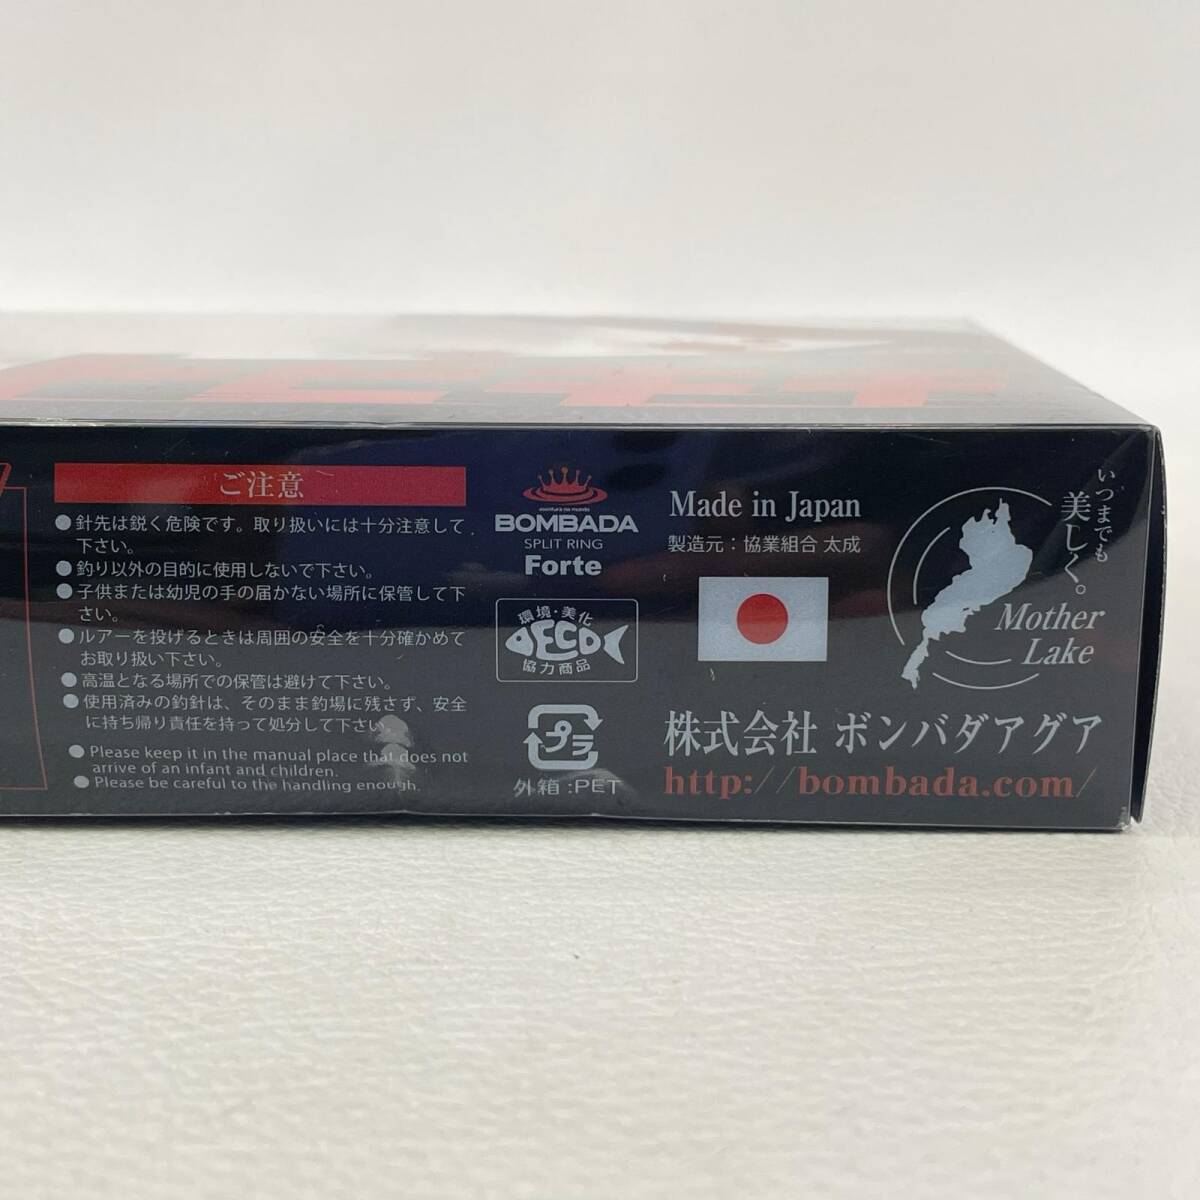 ご注意
●針先は鋭く危険です。取り扱いには十分注意して
下さい。
●釣り以外の目的に使用しないで下さい。
●子供または幼児の手の届かない場所に保管して下
さい。
●ルアーを投げるときは周囲の安全を十分確かめて
お取り扱い下さい。
●高温となる場所での保管は避けて下さい。
●使用済みの釣針は、そのまま釣場に残さず、安全
に持ち帰り責任を持って処分して下さい。
●Please keep it in the manual place that does not
arrive of an infant and children.
●Please be careful to the handling enough.
aventura no mundo
BOMBADA
SPLIT RING
Forte
環境・美化
ECO
協力商品
プラ
外箱:PET
Made in Japan
製造元:協業組合 太成
いつまでも
美しく。
Mother
Lake
株式会社 ボンバダアグア
http://bombada.com/